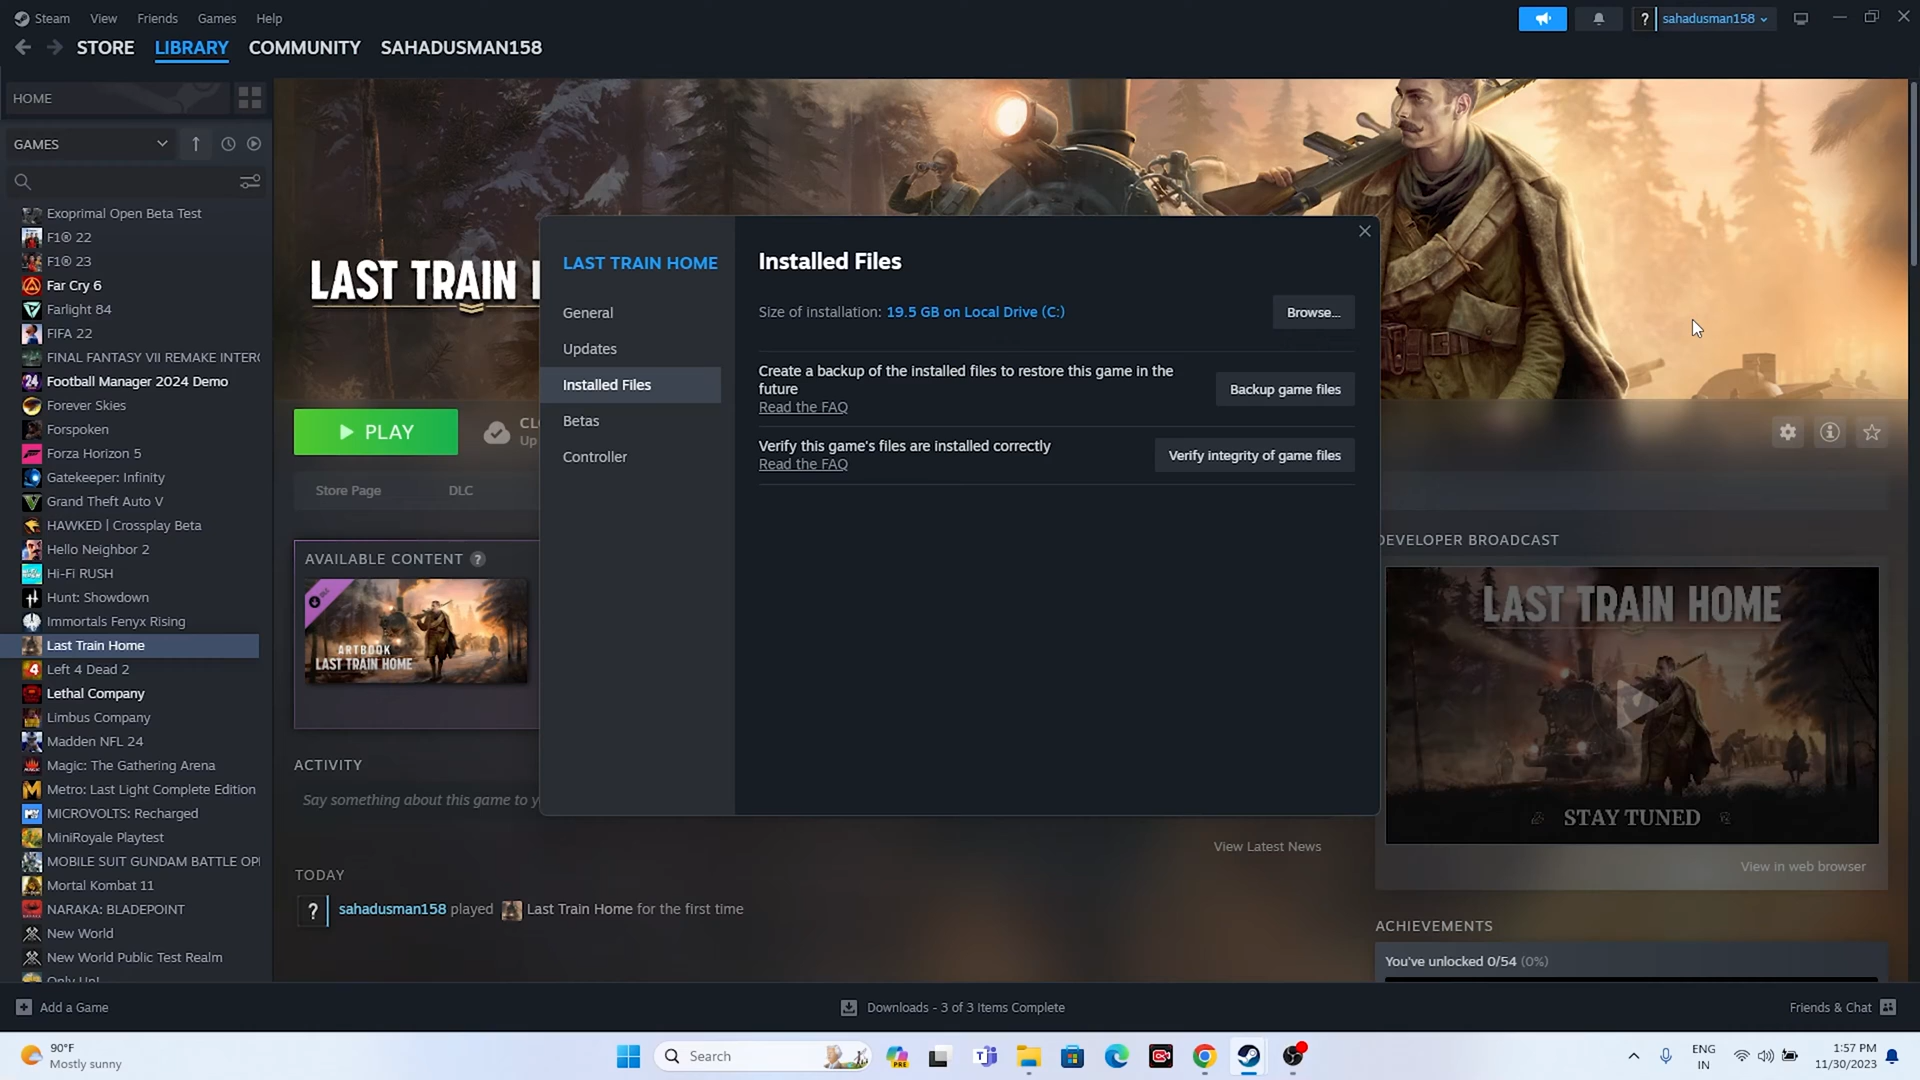 Steam View Friends Games Help
sahadusman158
STORE LIBRARY COMMUNITY SAHADUSMAN158
HOME
GAMES
Exoprimal Open Beta Test
F1® 22
F1® 23
Far Cry 6
Farlight 84
FIFA 22
FINAL FANTASY VII REMAKE INTERG
Football Manager 2024 Demo
Forever Skies
Forspoken
Forza Horizon 5
Gatekeeper: Infinity
Grand Theft Auto V
HAWKED | Crossplay Beta
Hello Neighbor 2
Hi-Fi RUSH
Hunt: Showdown
Immortals Fenyx Rising
Last Train Home
Left 4 Dead 2
Lethal Company
Limbus Company
Madden NFL 24
Magic: The Gathering Arena
Metro: Last Light Complete Edition
MICROVOLTS: Recharged
MiniRoyale Playtest
MOBILE SUIT GUNDAM BATTLE OP
Mortal Kombat 11
NARAKA: BLADEPOINT
New World
New World Public Test Realm
Only Up!
LAST TRAIN
PLAY
CL
Up
Store Page DLC
AVAILABLE CONTENT ?
ARTBOOK
LAST TRAIN HOME
ACTIVITY
Say something about this game to y
View Latest News
TODAY
? sahadusman158 played Last Train Home for the first time
LAST TRAIN HOME
General
Updates
Installed Files
Betas
Controller
Installed Files
Size of installation: 19.5 GB on Local Drive (C:)
Browse...
Create a backup of the installed files to restore this game in the
future
Read the FAQ
Backup game files
Verify this game's files are installed correctly
Read the FAQ
Verify integrity of game files
DEVELOPER BROADCAST
LAST TRAIN HOME
STAY TUNED
View in web browser
ACHIEVEMENTS
You've unlocked 0/54 (0%)
Add a Game
Downloads - 3 of 3 Items Complete
Friends & Chat
90°F
Mostly sunny
Search
PRE
ENG
IN
1:57 PM
11/30/2023